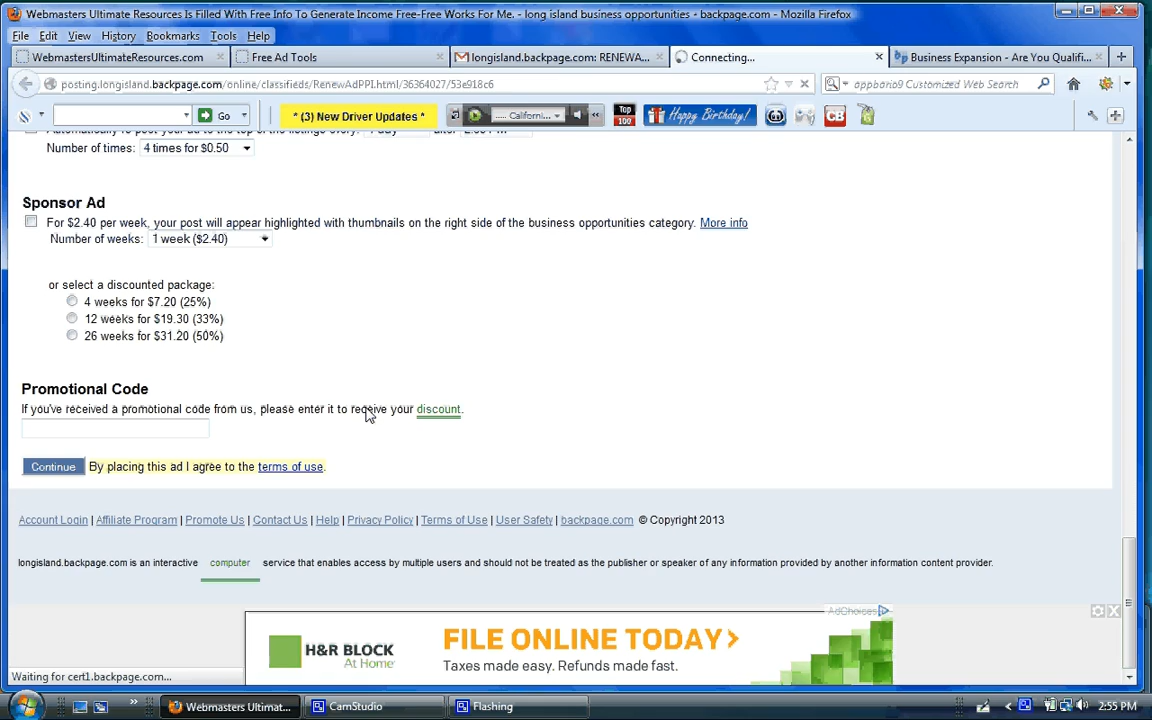 Webmasters Ultimate Resources Is Filled With Free Info To Generate Income Free-Free Works For Me. - long island business opportunities - backpage.com - Mozilla Firefox
File Edit View History Bookmarks Tools Help
WebmastersUltimateResources.com
Free Ad Tools
longisland.backpage.com: RENEWA...
Connecting...
Business Expansion - Are You Qualifi...
posting.longisland.backpage.com/online/classifieds/RenewAdPPI.html/36364027/53e918c6
appbario9 Customized Web Search
Go
* (3) New Driver Updates *
..... Californi...
Top 100
Happy Birthday!
CB
Number of times: 4 times for $0.50
Sponsor Ad
For $2.40 per week, your post will appear highlighted with thumbnails on the right side of the business opportunities category. More info
Number of weeks: 1 week ($2.40)
or select a discounted package:
4 weeks for $7.20 (25%)
12 weeks for $19.30 (33%)
26 weeks for $31.20 (50%)
Promotional Code
If you've received a promotional code from us, please enter it to receive your discount.
Continue By placing this ad I agree to the terms of use.
Account Login | Affiliate Program | Promote Us | Contact Us | Help | Privacy Policy | Terms of Use | User Safety | backpage.com © Copyright 2013
longisland.backpage.com is an interactive computer service that enables access by multiple users and should not be treated as the publisher or speaker of any information provided by another information content provider.
AdChoices
H&R BLOCK
At Home
FILE ONLINE TODAY >
Taxes made easy. Refunds made fast.
Waiting for cert1.backpage.com...
Webmasters Ultimat...
CamStudio
Flashing
2:55 PM